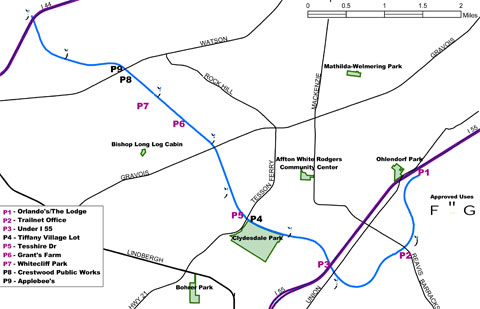 I 44
0 0.5 1 1.5 2
Miles
WATSON
GRAVOIS
P9
P8
Mathilda-Welmering Park
ROCK HILL
MACKENZIE
P7
P6
I 55
Bishop Long Log Cabin
Affton White Rodgers
Community Center
Ohlendorf Park
P1
GRAVOIS
TESSON FERRY
Approved Uses
F " G
P1 - Orlando's/The Lodge
P2 - Trailnet Office
P3 - Under I 55
P4 - Tiffany Village Lot
P5 - Tesshire Dr
P6 - Grant's Farm
P7 - Whitecliff Park
P8 - Crestwood Public Works
P9 - Applebee's
P5
P4
Clydesdale Park
LINDBERGH
P2
P3
REAVIS BARRACKS
Bohrer Park
HWY 21
I 55
UNION